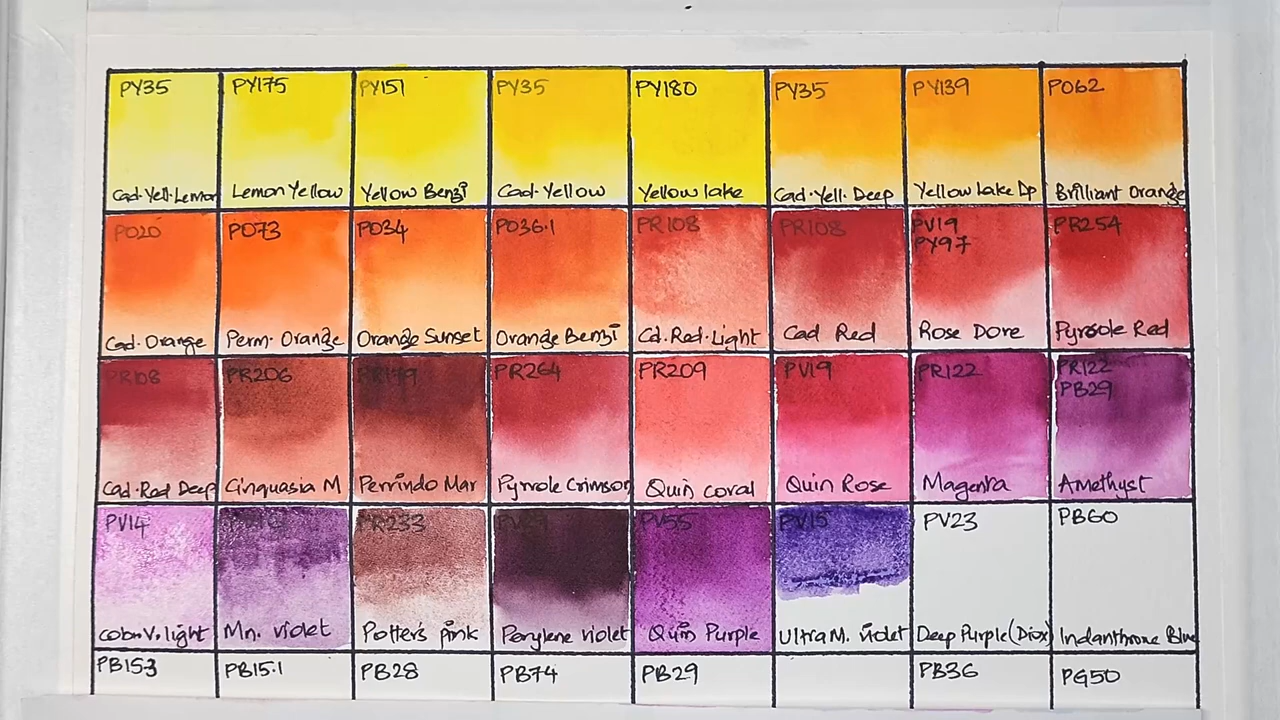 PY35 PY175 PY151 PY35 PY180 PY35 PY139 PO62
Cad.Yell.Lemon Lemon Yellow Yellow Benzi Cad.Yellow Yellow lake Cad.Yell.Deep Yellow Lake Dp Brilliant Orange
PO20 PO73 PO34 PO36.1 PR108 PR108 PV19 PR254
PY97
Cad.Orange Perm.Orange Orange Sunset Orange Benzi Cd.Red.Light Cad Red Rose Dore Pyrrole Red
PR108 PR206 PR179 PR264 PR209 PV19 PR122 PR122
PB29
Cad.Red Deep Cinquasia M Perrindo Mar Pyrrole Crimson Quin coral Quin Rose Magenta Amethyst
PV14 PR233 PV55 PV15 PV23 PB60
Cob.V.light Mn. violet Potter's pink Perylene violet Quin Purple Ultra M. violet Deep Purple(Diox) Indanthrone Blue
PB15.3 PB15.1 PB28 PB74 PB29 PB36 PG50